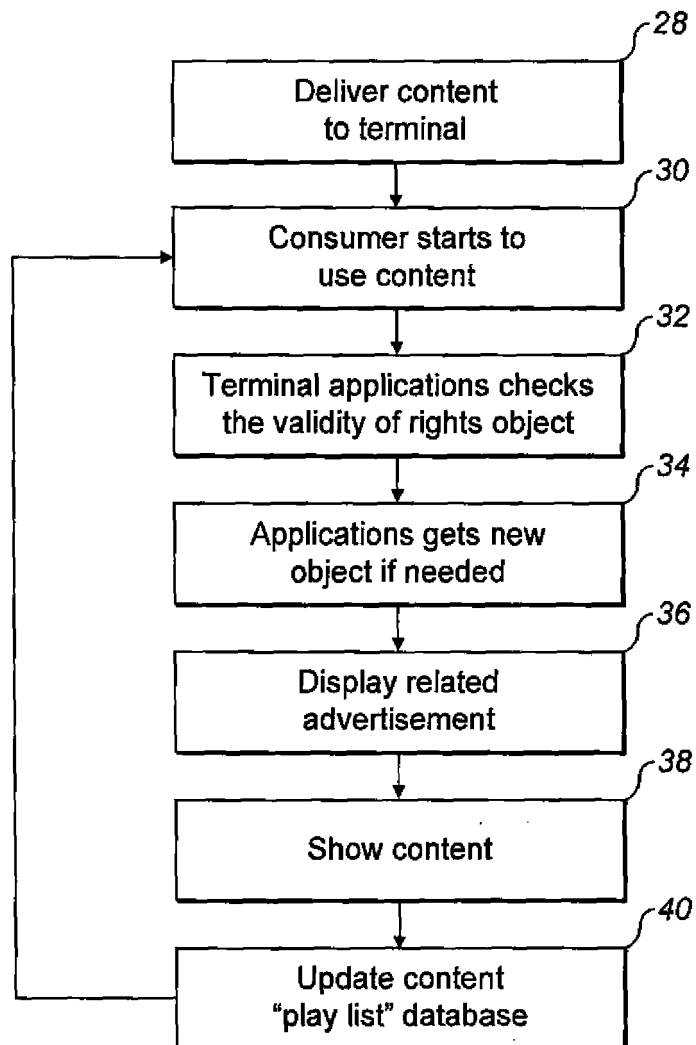 28
Deliver content
to terminal
30
Consumer starts to
use content
32
Terminal applications checks
the validity of rights object
34
Applications gets new
object if needed
36
Display related
advertisement
38
Show content
40
Update content
“play list” database